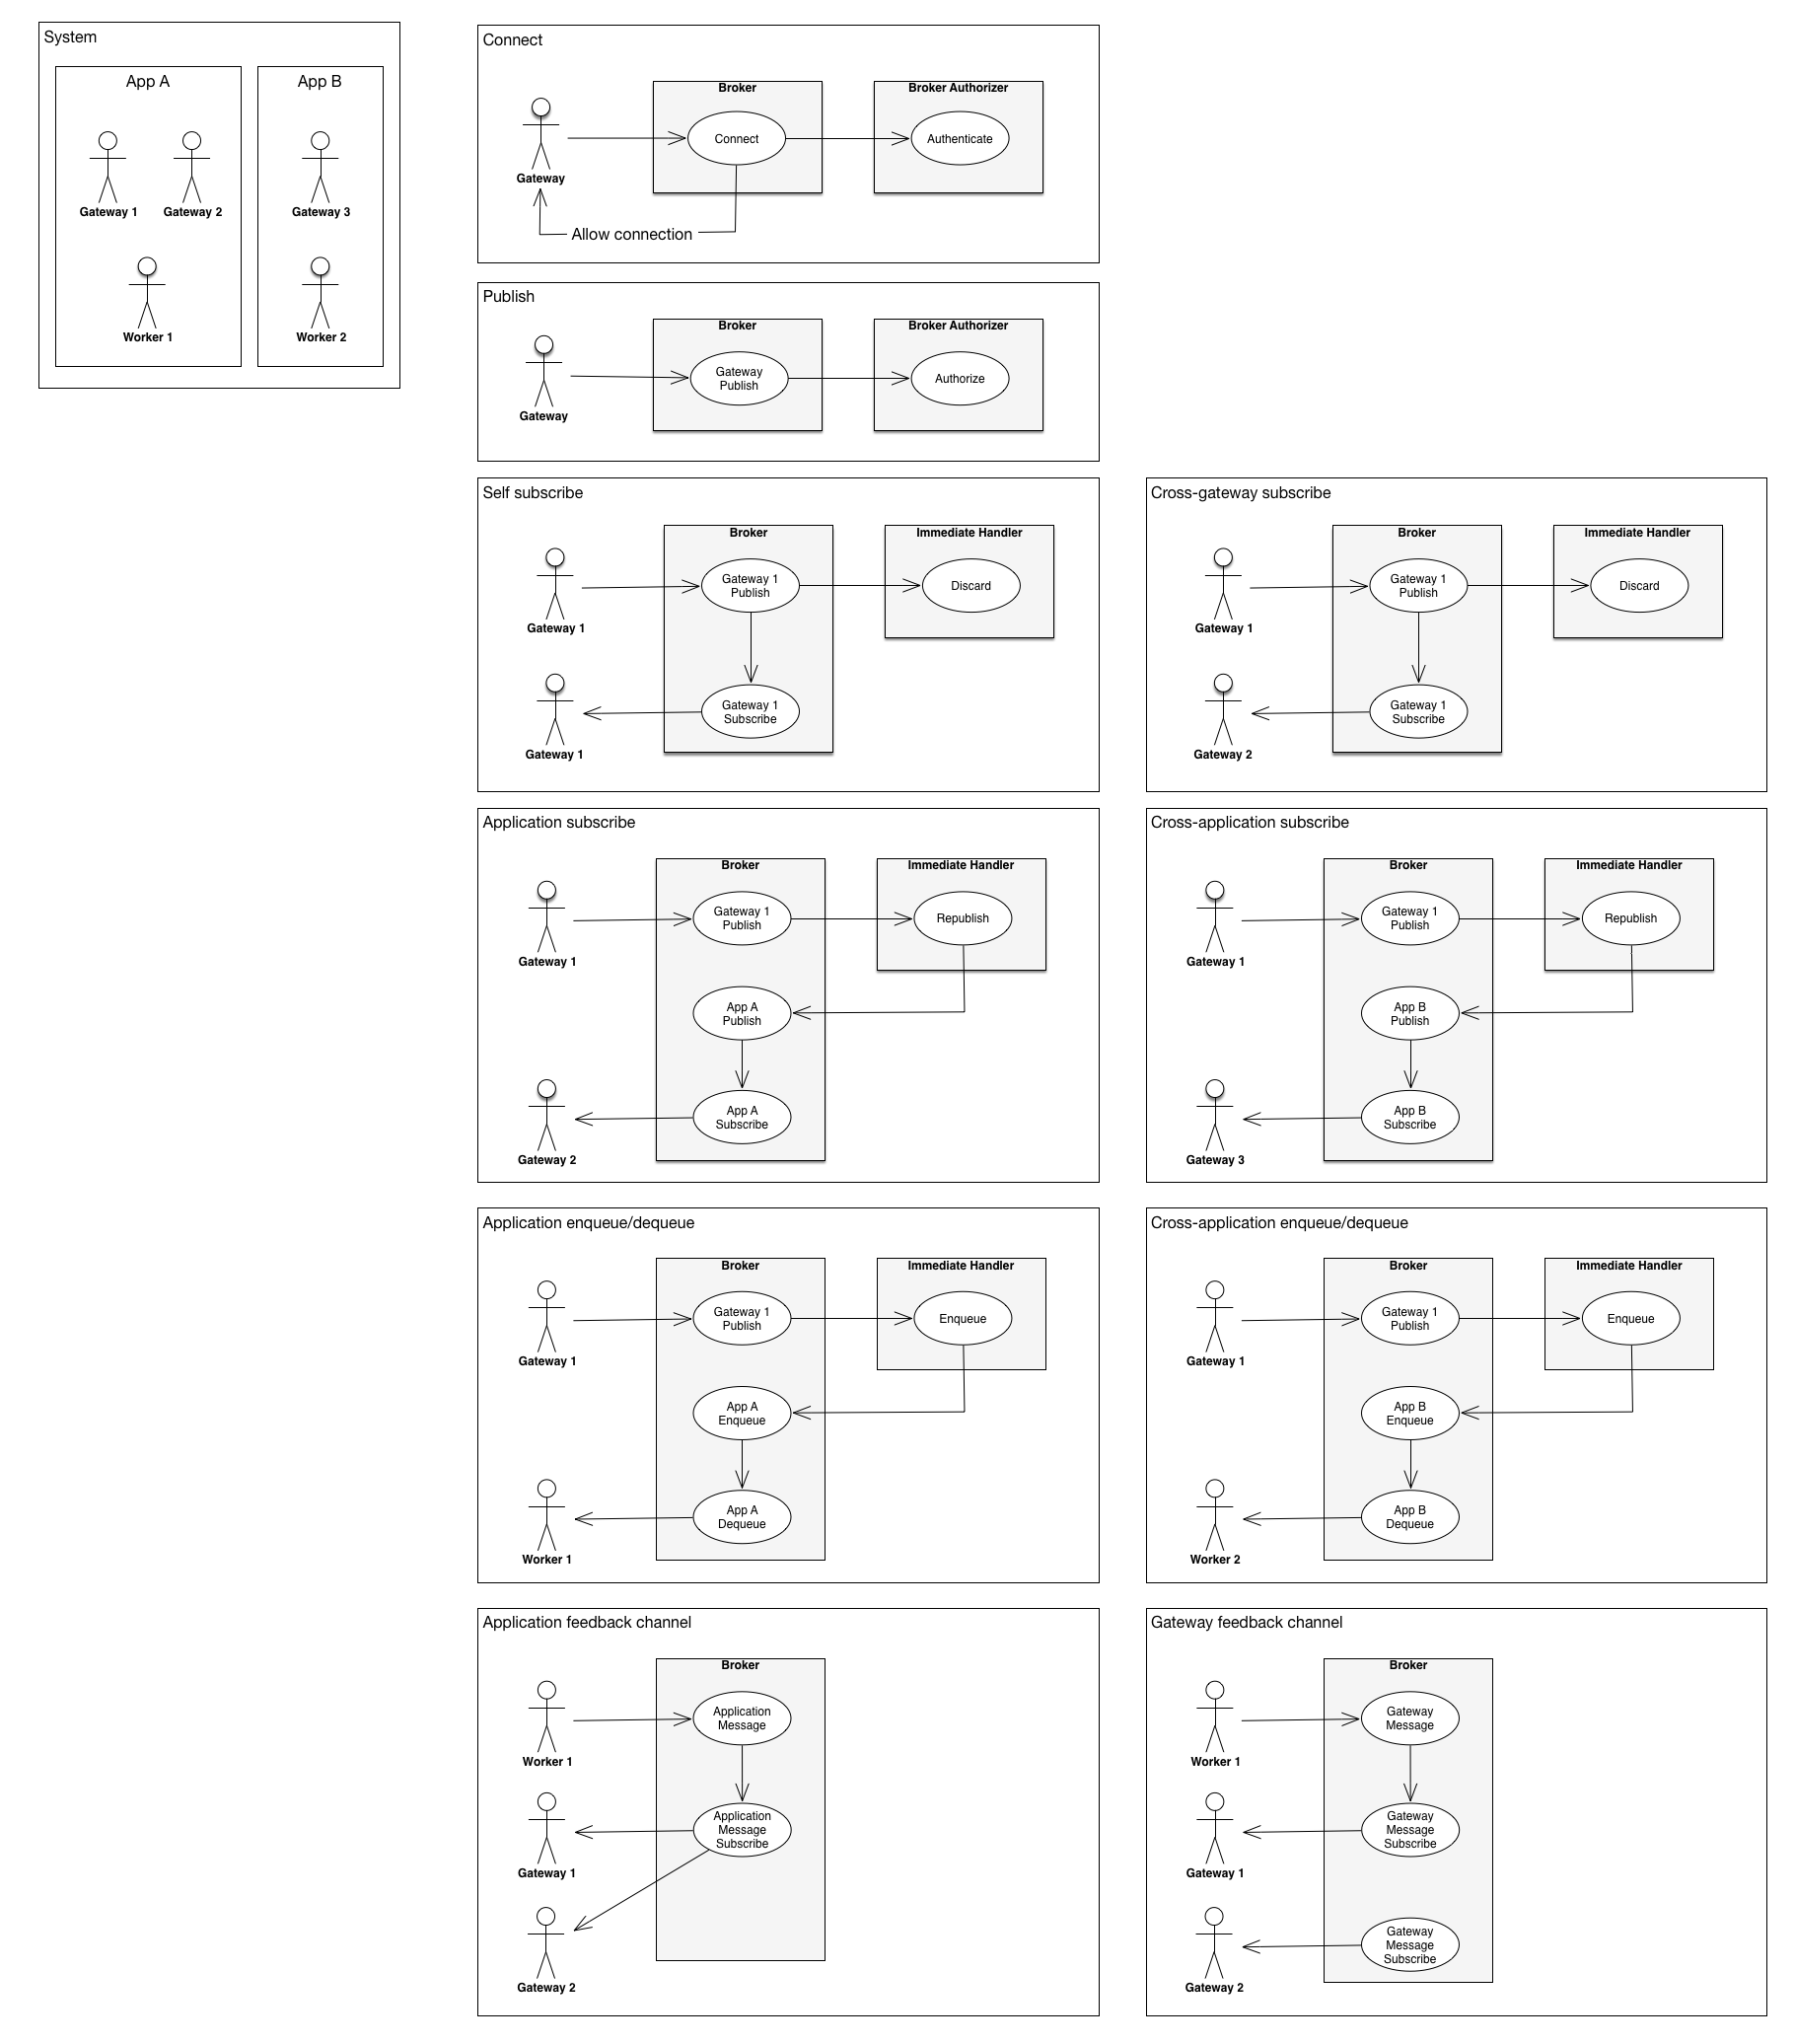 System
App A
App B
Gateway 1
Gateway 2
Gateway 3
Worker 1
Worker 2
Connect
Broker
Broker Authorizer
Connect
Authenticate
Gateway
Allow connection
Publish
Broker
Broker Authorizer
Gateway
Publish
Authorize
Gateway
Self subscribe
Broker
Immediate Handler
Gateway 1
Publish
Discard
Gateway 1
Gateway 1
Subscribe
Gateway 1
Cross-gateway subscribe
Broker
Immediate Handler
Gateway 1
Publish
Discard
Gateway 1
Gateway 1
Subscribe
Gateway 2
Application subscribe
Broker
Immediate Handler
Gateway 1
Publish
Republish
Gateway 1
App A
Publish
App A
Subscribe
Gateway 2
Cross-application subscribe
Broker
Immediate Handler
Gateway 1
Publish
Republish
Gateway 1
App B
Publish
App B
Subscribe
Gateway 3
Application enqueue/dequeue
Broker
Immediate Handler
Gateway 1
Publish
Enqueue
Gateway 1
App A
Enqueue
App A
Dequeue
Worker 1
Cross-application enqueue/dequeue
Broker
Immediate Handler
Gateway 1
Publish
Enqueue
Gateway 1
App B
Enqueue
App B
Dequeue
Worker 2
Application feedback channel
Broker
Application
Message
Worker 1
Application
Message
Subscribe
Gateway 1
Gateway 2
Gateway feedback channel
Broker
Gateway
Message
Worker 1
Gateway
Message
Subscribe
Gateway 1
Gateway
Message
Subscribe
Gateway 2